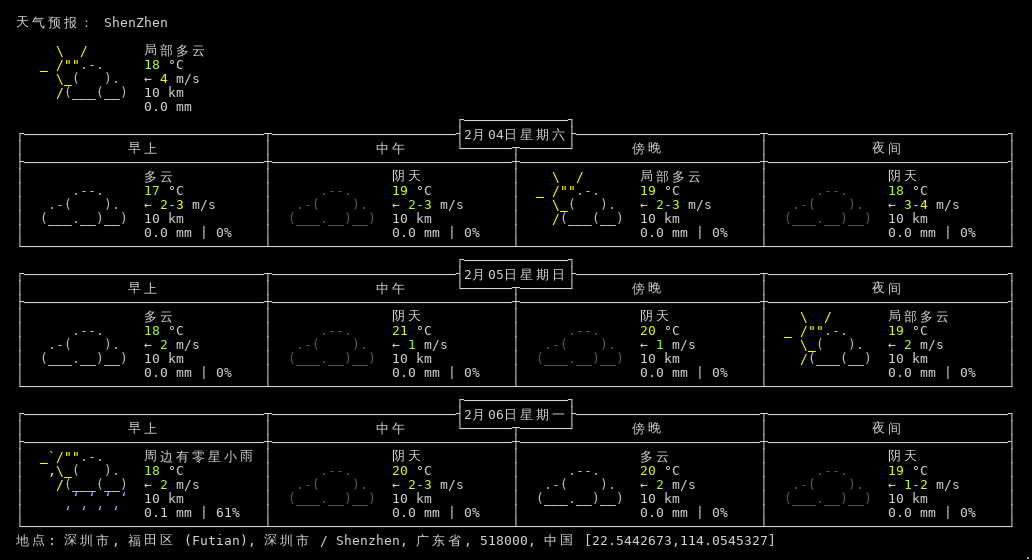 天气预报： ShenZhen
局部多云
18 °C
← 4 m/s
10 km
0.0 mm
2月04日星期六
早上 中午 傍晚 夜间
多云 阴天 局部多云 阴天
17 °C 19 °C 19 °C 18 °C
← 2-3 m/s ← 2-3 m/s ← 2-3 m/s ← 3-4 m/s
10 km 10 km 10 km 10 km
0.0 mm | 0% 0.0 mm | 0% 0.0 mm | 0% 0.0 mm | 0%
2月05日星期日
早上 中午 傍晚 夜间
多云 阴天 阴天 局部多云
18 °C 21 °C 20 °C 19 °C
← 2 m/s ← 1 m/s ← 1 m/s ← 2 m/s
10 km 10 km 10 km 10 km
0.0 mm | 0% 0.0 mm | 0% 0.0 mm | 0% 0.0 mm | 0%
2月06日星期一
早上 中午 傍晚 夜间
周边有零星小雨 阴天 多云 阴天
18 °C 20 °C 20 °C 19 °C
← 2 m/s ← 2-3 m/s ← 2 m/s ← 1-2 m/s
10 km 10 km 10 km 10 km
0.1 mm | 61% 0.0 mm | 0% 0.0 mm | 0% 0.0 mm | 0%
地点: 深圳市, 福田区 (Futian), 深圳市 / Shenzhen, 广东省, 518000, 中国 [22.5442673,114.0545327]